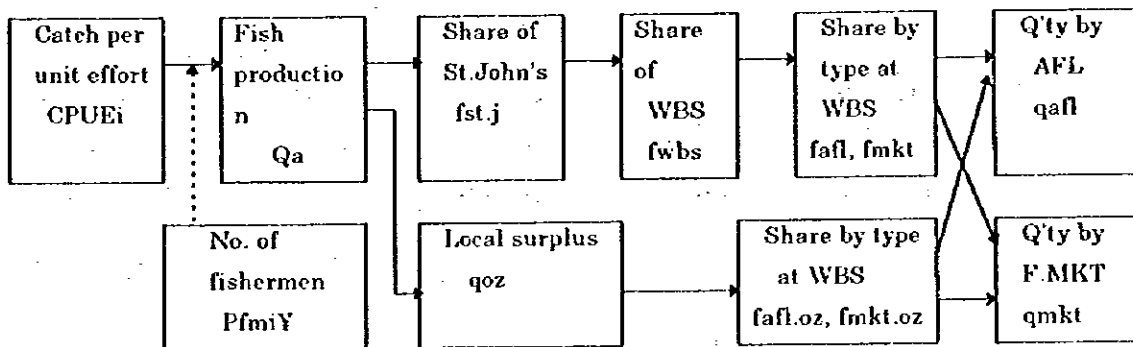 Catch per
unit effort
CPUEi
Fish
productio
n
Qa
Share of
St.John's
fst.j
Share
of
WBS
fwbs
Share by
type at
WBS
fafl, fmkt
Q'ty by
AFL
qafl
No. of
fishermen
PfmiY
Local surplus
qoz
Share by type
at WBS
fafl.oz, fmkt.oz
Q'ty by
F.MKT
qmkt